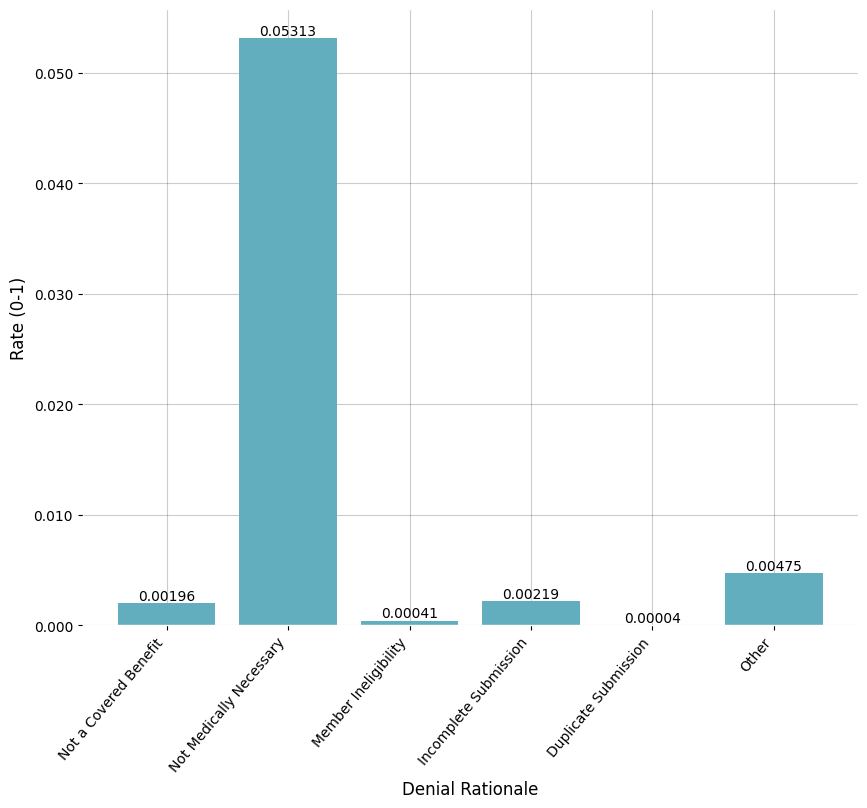 0.05313
0.050
0.040
0.030
0.020
0.010
0.000
Rate (0-1)
0.00196
0.00041
0.00219
0.00004
0.00475
Not a Covered Benefit
Not Medically Necessary
Member Ineligibility
Incomplete Submission
Duplicate Submission
Other
Denial Rationale